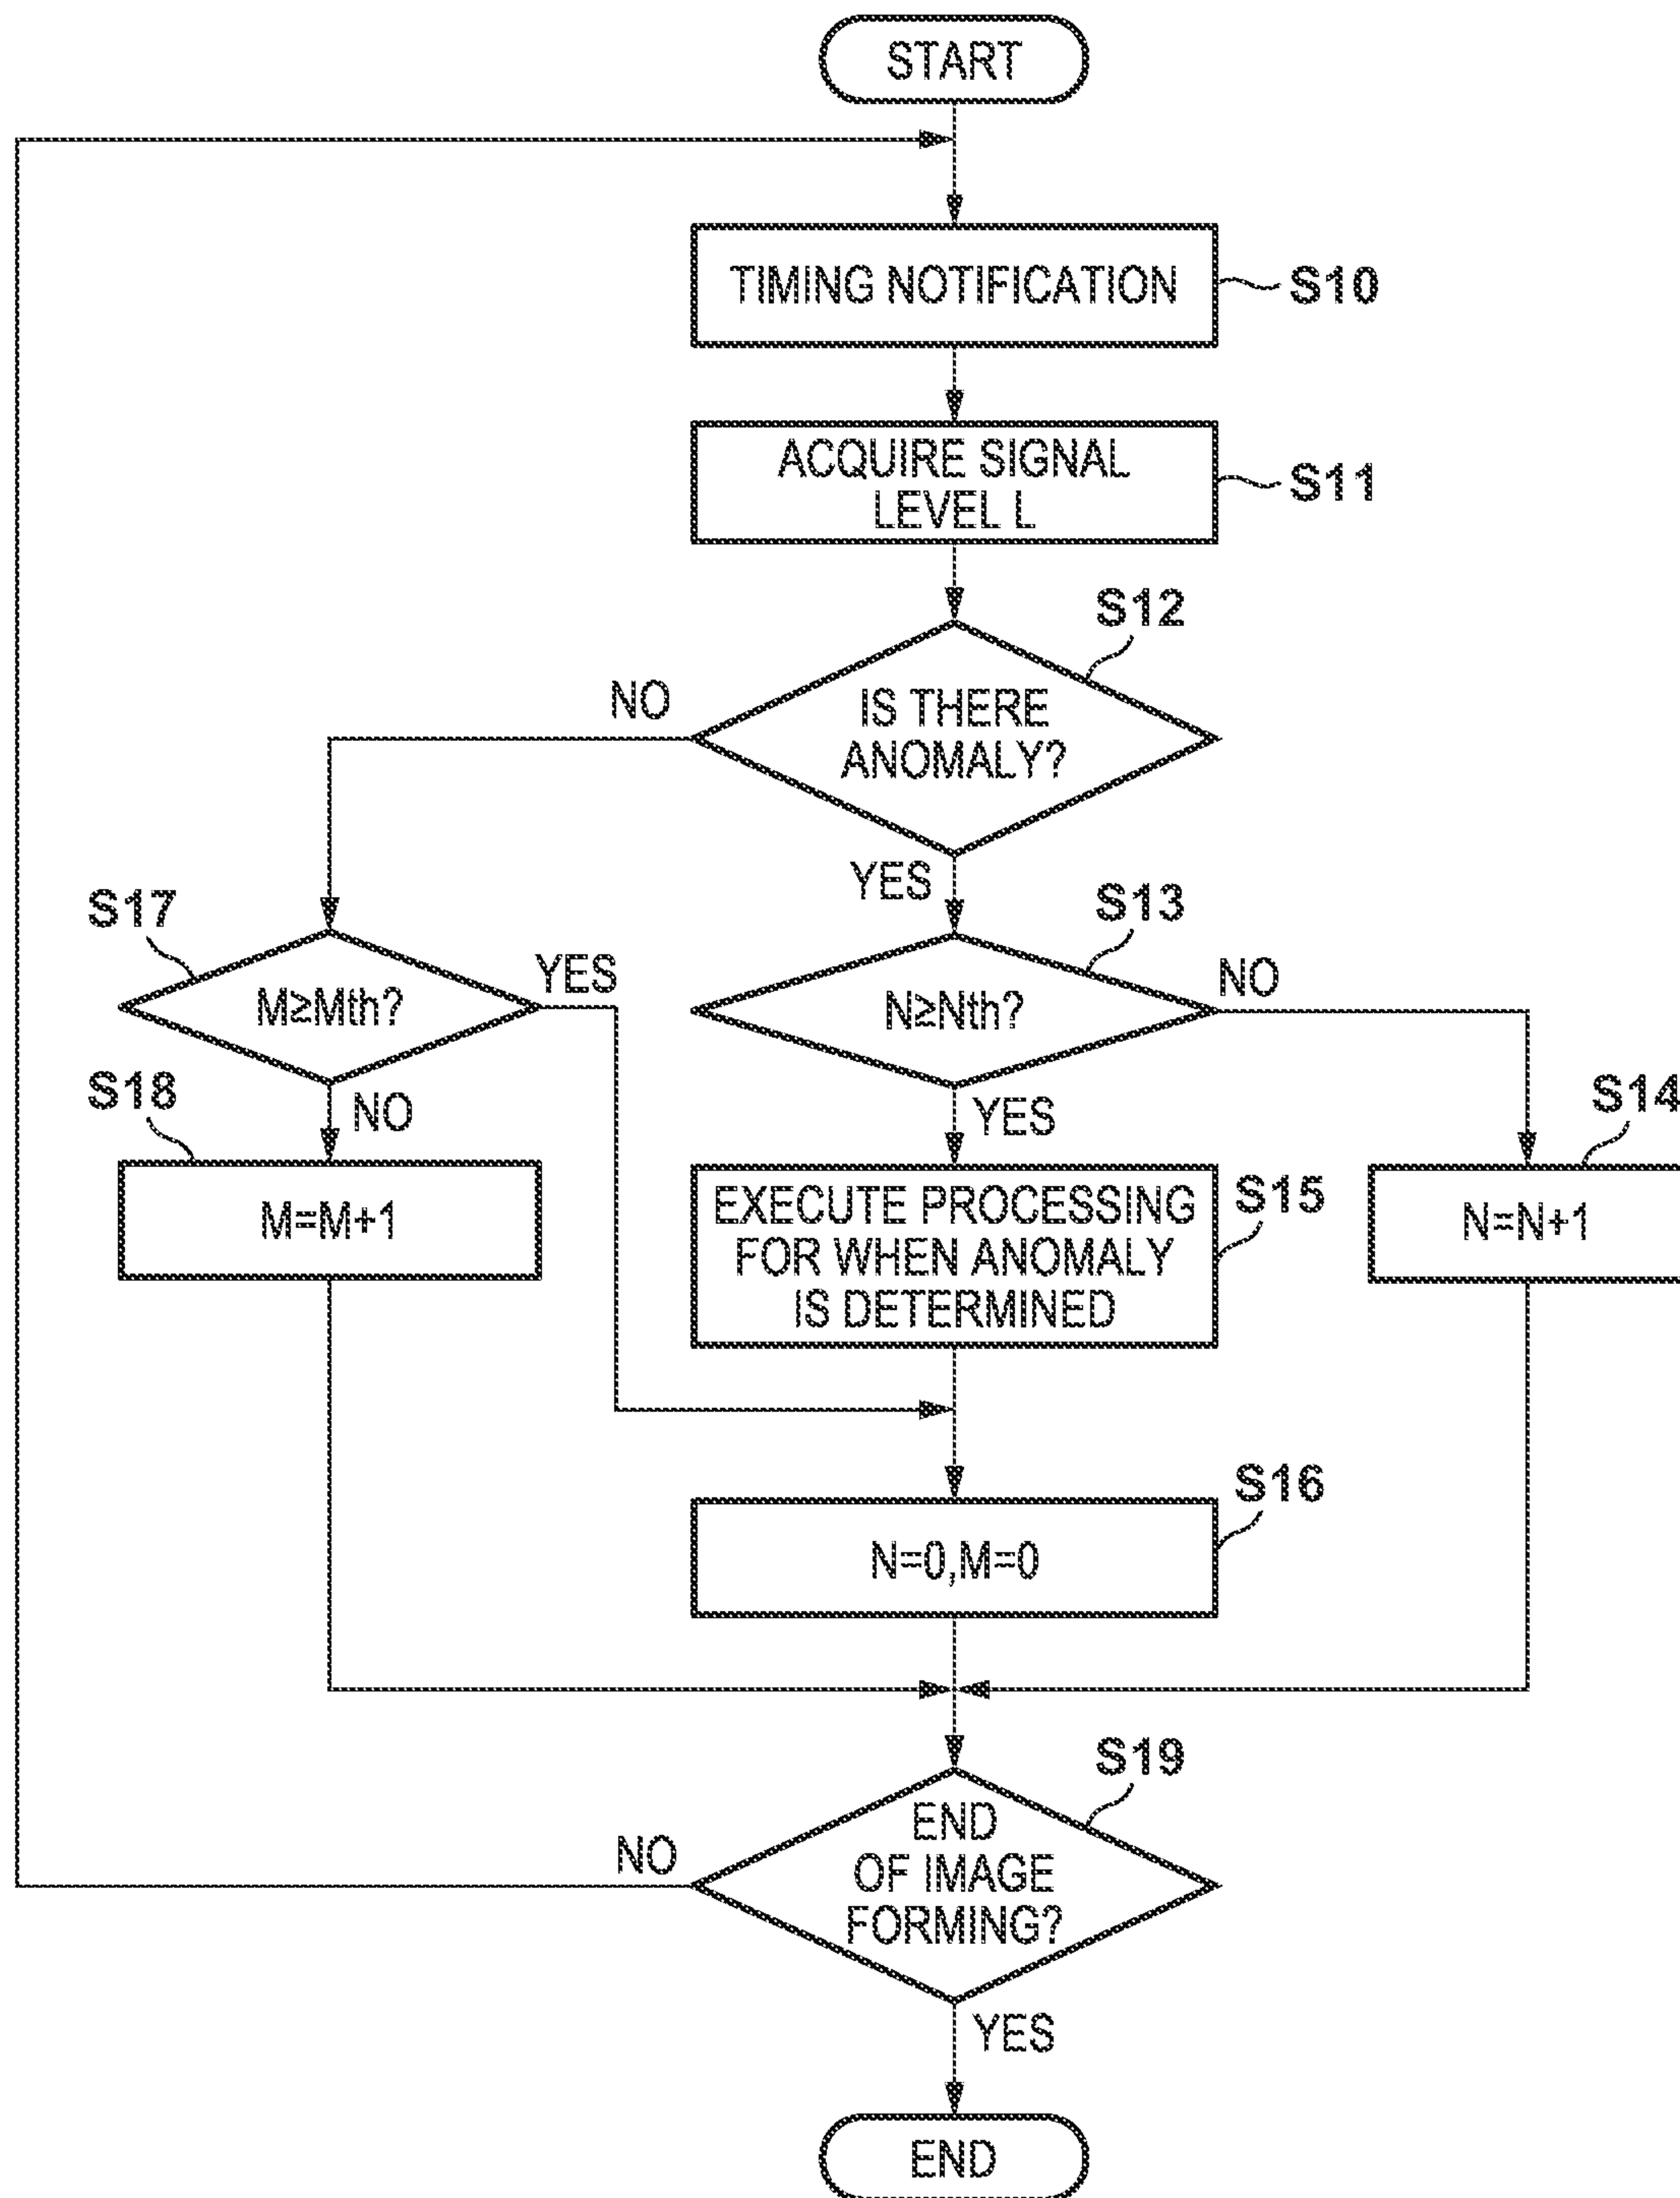 START
TIMING NOTIFICATION
S10
ACQUIRE SIGNAL
LEVEL L
S11
S12
IS THERE
ANOMALY?
NO
YES
S17
M≥Mth?
YES
NO
S13
N≥Nth?
NO
YES
S18
M=M+1
S15
EXECUTE PROCESSING
FOR WHEN ANOMALY
IS DETERMINED
S14
N=N+1
S16
N=0,M=0
S19
END
OF IMAGE
FORMING?
NO
YES
END